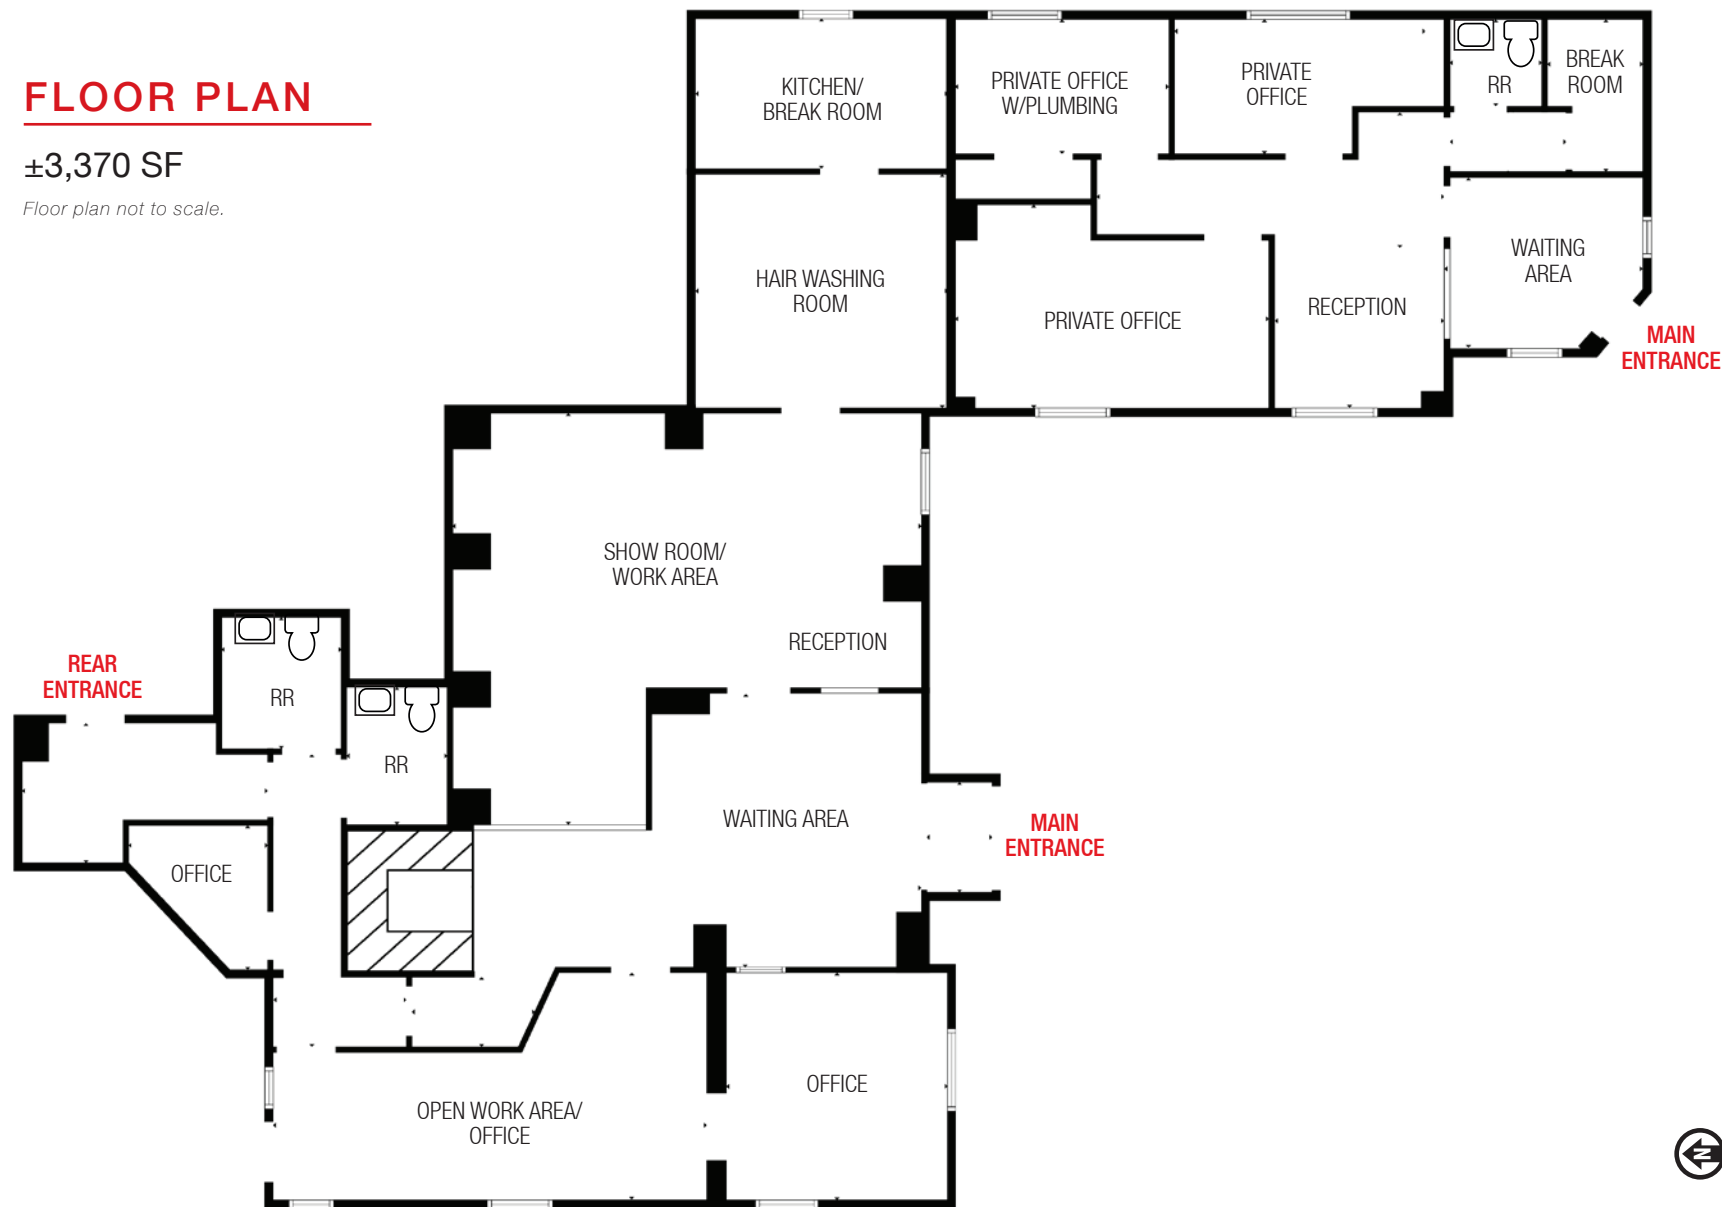 FLOOR PLAN
±3,370 SF
Floor plan not to scale.
KITCHEN/
BREAK ROOM
PRIVATE OFFICE
W/PLUMBING
PRIVATE
OFFICE
RR
BREAK
ROOM
HAIR WASHING
ROOM
PRIVATE OFFICE
RECEPTION
WAITING
AREA
MAIN
ENTRANCE
SHOW ROOM/
WORK AREA
RECEPTION
REAR
ENTRANCE
RR
RR
WAITING AREA
MAIN
ENTRANCE
OFFICE
OPEN WORK AREA/
OFFICE
OFFICE
N